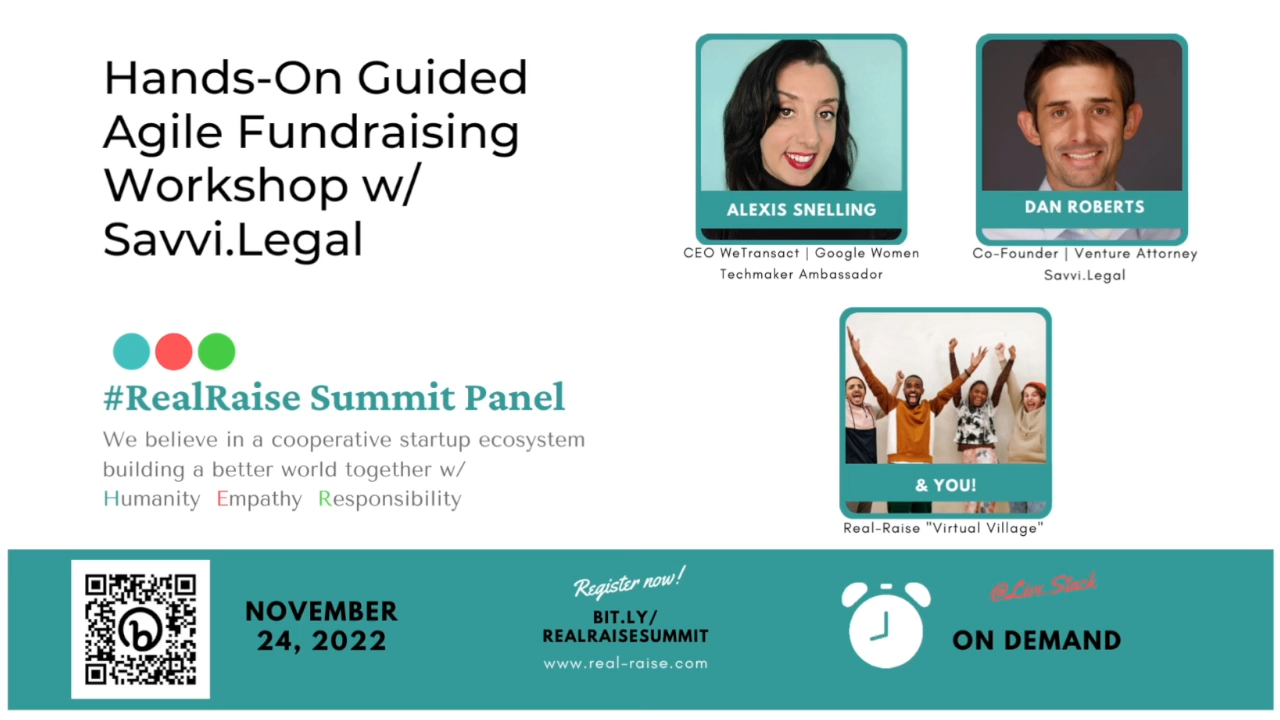 Hands-On Guided
Agile Fundraising
Workshop w/
Savvi.Legal
ALEXIS SNELLING
CEO WeTransact | Google Women
Techmaker Ambassador
DAN ROBERTS
Co-Founder | Venture Attorney
Savvi.Legal
#RealRaise Summit Panel
We believe in a cooperative startup ecosystem
building a better world together w/
Humanity Empathy Responsibility
& YOU!
Real-Raise "Virtual Village"
b
NOVEMBER
24, 2022
Register now!
BIT.LY/
REALRAISESUMMIT
www.real-raise.com
@Live Stack
ON DEMAND